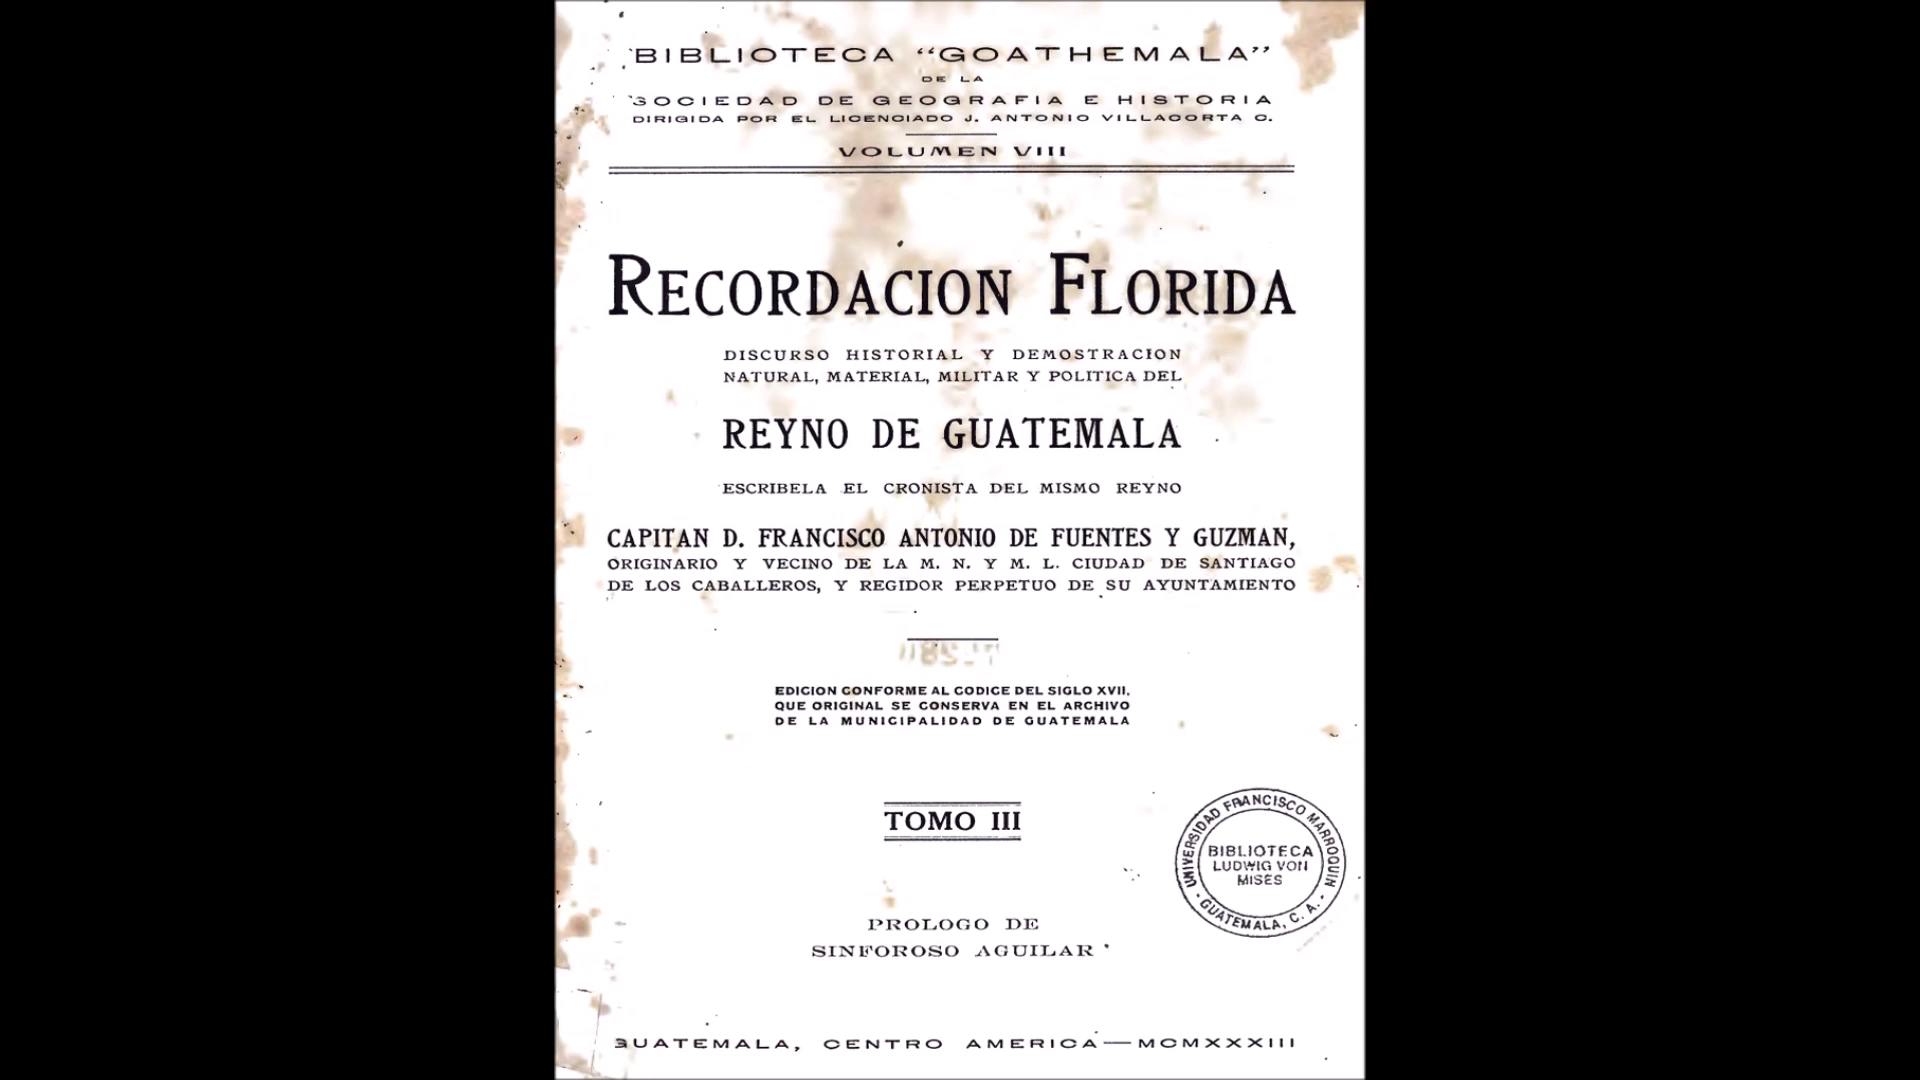 BIBLIOTECA "GOATHEMALA"
DE LA
SOCIEDAD DE GEOGRAFIA E HISTORIA
DIRIGIDA POR EL LICENCIADO J. ANTONIO VILLACORTA C.
VOLUMEN VIII
RECORDACION FLORIDA
DISCURSO HISTORIAL Y DEMOSTRACION
NATURAL, MATERIAL, MILITAR Y POLITICA DEL
REYNO DE GUATEMALA
ESCRIBELA EL CRONISTA DEL MISMO REYNO
CAPITAN D. FRANCISCO ANTONIO DE FUENTES Y GUZMAN,
ORIGINARIO Y VECINO DE LA M. N. Y M. L. CIUDAD DE SANTIAGO
DE LOS CABALLEROS, Y REGIDOR PERPETUO DE SU AYUNTAMIENTO
EDICION CONFORME AL CODICE DEL SIGLO XVII,
QUE ORIGINAL SE CONSERVA EN EL ARCHIVO
DE LA MUNICIPALIDAD DE GUATEMALA
TOMO III
UNIVERSIDAD FRANCISCO MARROQUIN
BIBLIOTECA
LUDWIG VON
MISES
- GUATEMALA, C. A. -
PROLOGO DE
SINFOROSO AGUILAR
GUATEMALA, CENTRO AMERICA—MCMXXXIII